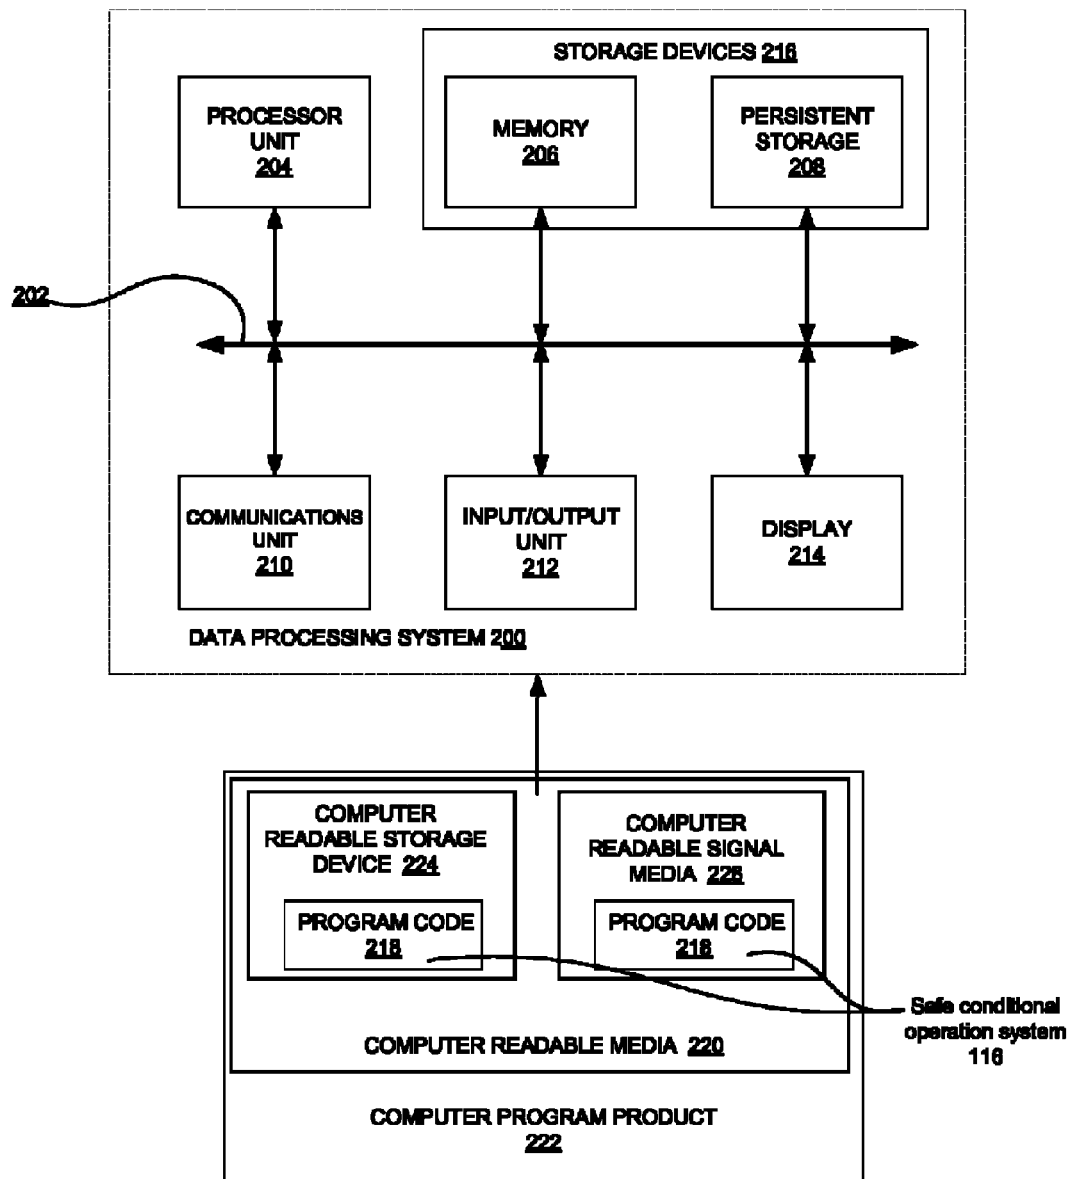 STORAGE DEVICES 216
PROCESSOR
UNIT
204
MEMORY
206
PERSISTENT
STORAGE
208
202
COMMUNICATIONS
UNIT
210
INPUT/OUTPUT
UNIT
212
DISPLAY
214
DATA PROCESSING SYSTEM 200
COMPUTER
READABLE STORAGE
DEVICE 224
PROGRAM CODE
218
COMPUTER
READABLE SIGNAL
MEDIA 226
PROGRAM CODE
218
Safe conditional
operation system
116
COMPUTER READABLE MEDIA 220
COMPUTER PROGRAM PRODUCT
222